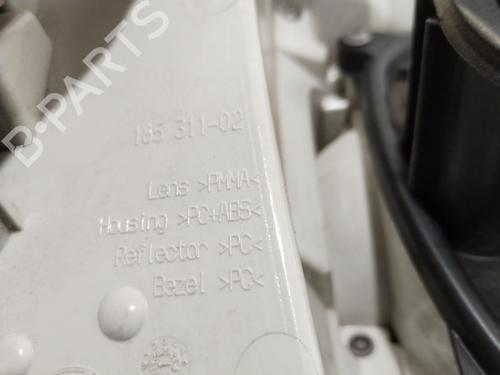 B-PARTS
185 311-02
Lens >PMMA<
Housing >PC+ABS<
Reflector >PC<
Bezel >PC<